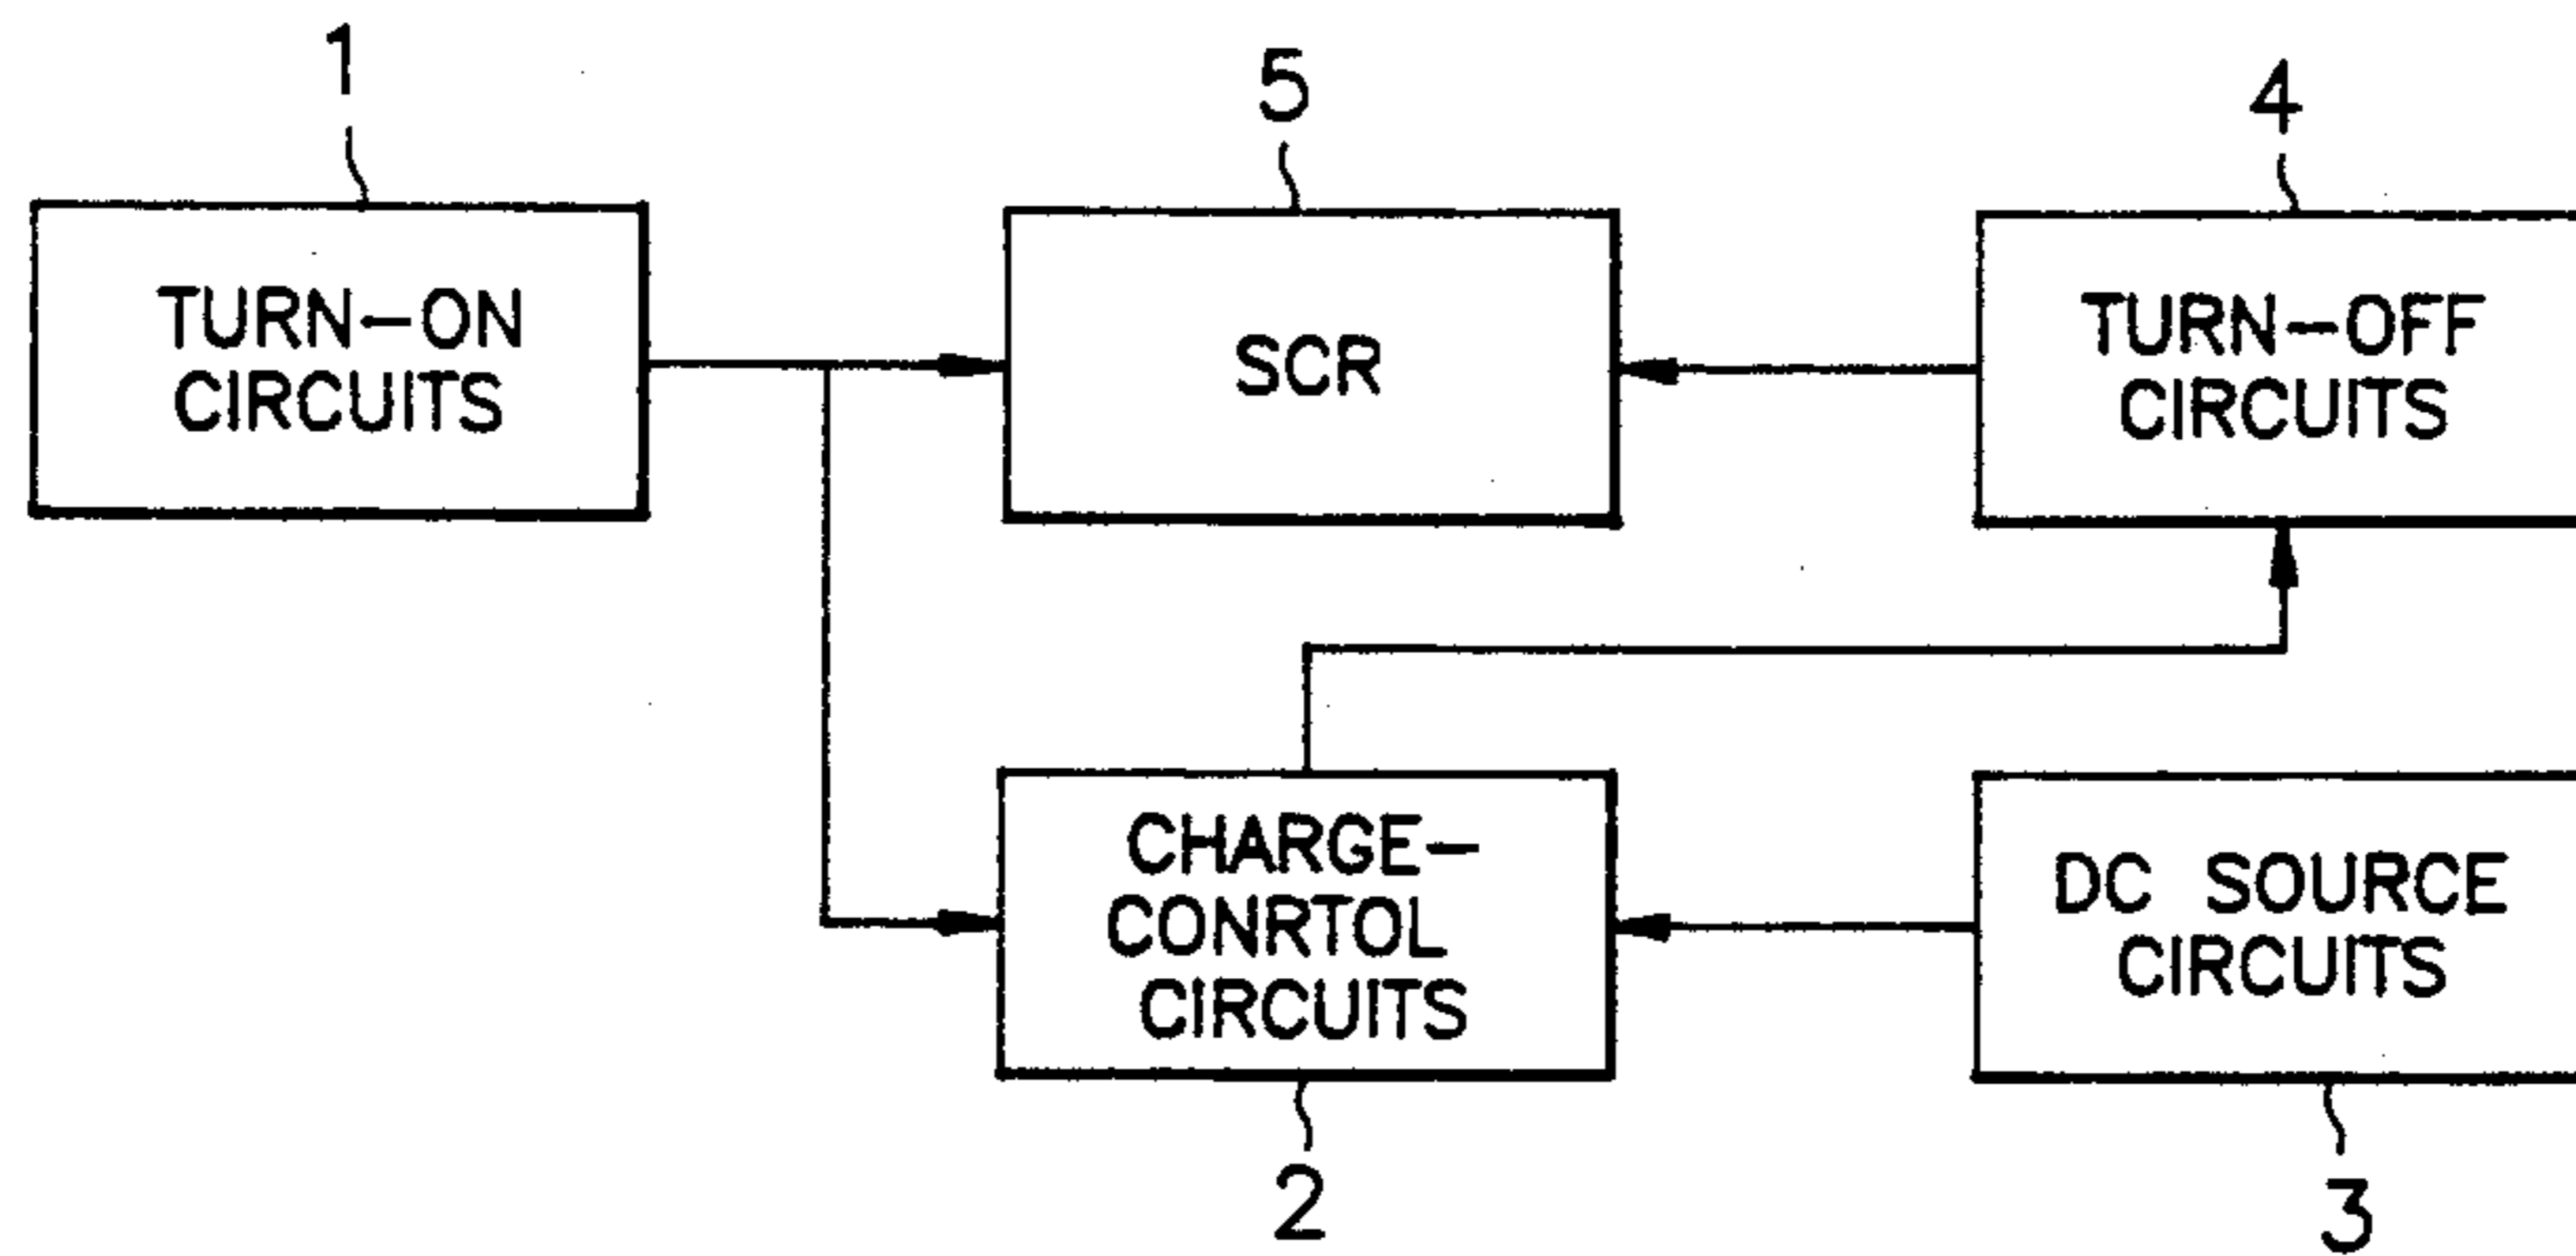 1
5
4
TURN-ON
CIRCUITS
SCR
TURN-OFF
CIRCUITS
CHARGE-
CONRTOL
CIRCUITS
DC SOURCE
CIRCUITS
2
3